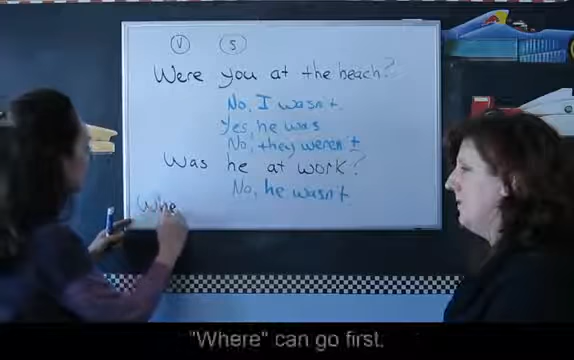 V S
Were you at the beach?
No, I wasn't.
Yes, he was
No, they weren't
Was he at work?
No, he wasn't
Whe
"Where" can go first.